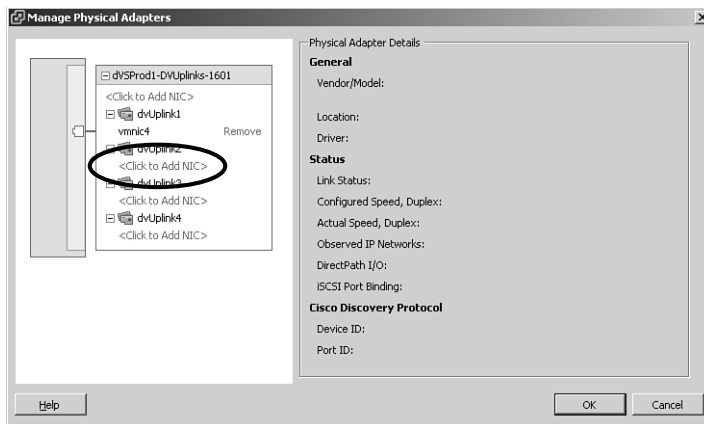 Manage Physical Adapters
dVSProd1-DVUplinks-1601
<Click to Add NIC>
dvUplink1
vmnic4 Remove
dvUplink2
<Click to Add NIC>
dvUplink3
<Click to Add NIC>
dvUplink4
<Click to Add NIC>
Physical Adapter Details
General
Vendor/Model:
Location:
Driver:
Status
Link Status:
Configured Speed, Duplex:
Actual Speed, Duplex:
Observed IP Networks:
DirectPath I/O:
iSCSI Port Binding:
Cisco Discovery Protocol
Device ID:
Port ID:
Help
OK Cancel